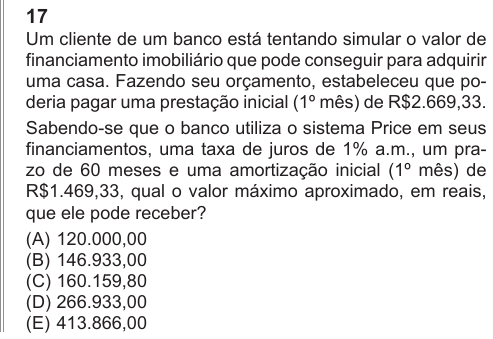 17
Um cliente de um banco está tentando simular o valor de
financiamento imobiliário que pode conseguir para adquirir
uma casa. Fazendo seu orçamento, estabeleceu que po-
deria pagar uma prestação inicial (1º mês) de R$2.669,33.
Sabendo-se que o banco utiliza o sistema Price em seus
financiamentos, uma taxa de juros de 1% a.m., um pra-
zo de 60 meses e uma amortização inicial (1º mês) de
R$1.469,33, qual o valor máximo aproximado, em reais,
que ele pode receber?
(A) 120.000,00
(B) 146.933,00
(C) 160.159,80
(D) 266.933,00
(E) 413.866,00